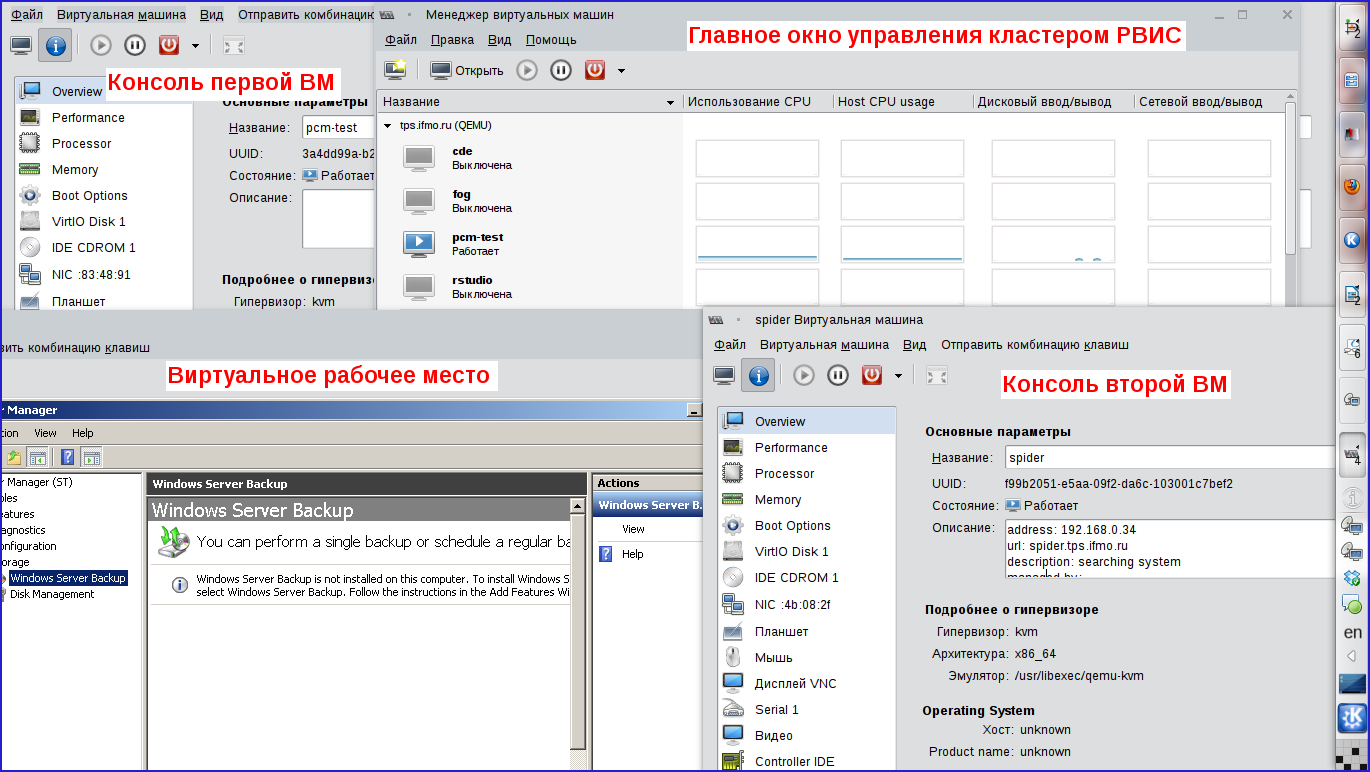 Файл Виртуальная машина Вид Отправить комбинацию
Консоль первой ВМ
Overview
Performance
Processor
Memory
Boot Options
VirtIO Disk 1
IDE CDROM 1
NIC :83:48:91
Планшет
Основные параметры
Название: pcm-test
UUID: 3a4dd99a-b2
Состояние: Работает
Описание:
Подробнее о гипервизо
Гипервизор: kvm
Менеджер виртуальных машин
Файл Правка Вид Помощь
Главное окно управления кластером РВИС
Открыть
Название Использование CPU Host CPU usage Дисковый ввод/вывод Сетевой ввод/вывод
tps.ifmo.ru (QEMU)
cde
Выключена
fog
Выключена
pcm-test
Работает
rstudio
Выключена
вить комбинацию клавиш
Виртуальное рабочее место
r Manager
tion View Help
r Manager (ST)
oles
eatures
iagnostics
onfiguration
torage
Windows Server Backup
Disk Management
Windows Server Backup
Windows Server Backup
You can perform a single backup or schedule a regular ba
Windows Server Backup is not installed on this computer. To install Windows S
select Windows Server Backup. Follow the instructions in the Add Features Wi
Actions
Windows Server B.
View
Help
spider Виртуальная машина
Файл Виртуальная машина Вид Отправить комбинацию клавиш
Консоль второй ВМ
Overview
Performance
Processor
Memory
Boot Options
VirtIO Disk 1
IDE CDROM 1
NIC :4b:08:2f
Планшет
Мышь
Дисплей VNC
Serial 1
Видео
Controller IDE
Основные параметры
Название: spider
UUID: f99b2051-e5aa-09f2-da6c-103001c7bef2
Состояние: Работает
Описание: address: 192.168.0.34
url: spider.tps.ifmo.ru
description: searching system
managed by:
Подробнее о гипервизоре
Гипервизор: kvm
Архитектура: x86_64
Эмулятор: /usr/libexec/qemu-kvm
Operating System
Хост: unknown
Product name: unknown
2
2
6
4
en